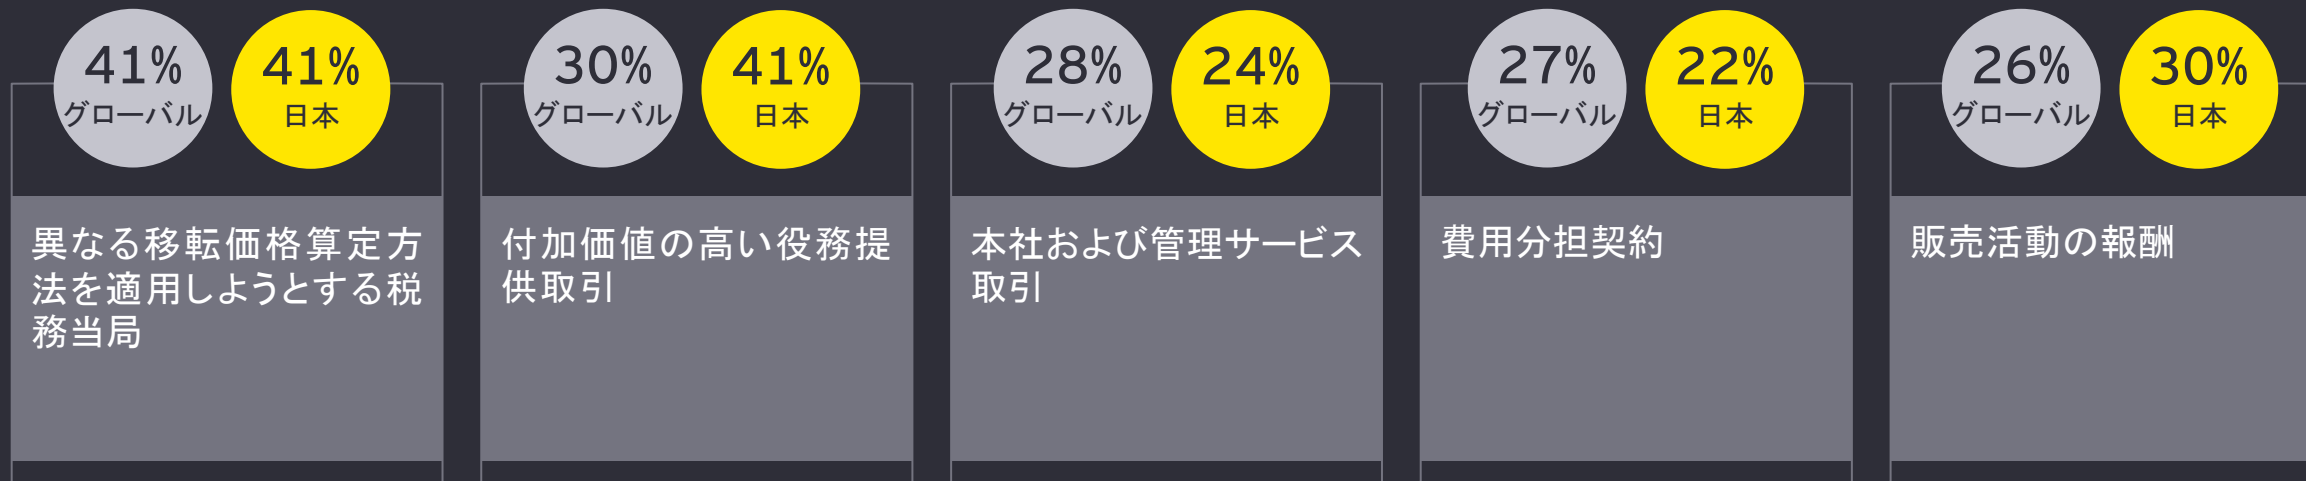 41%
グローバル
41%
日本
異なる移転価格算定方
法を適用しようとする税
務当局
30%
グローバル
41%
日本
付加価値の高い役務提
供取引
28%
グローバル
24%
日本
本社および管理サービス
取引
27%
グローバル
22%
日本
費用分担契約
26%
グローバル
30%
日本
販売活動の報酬